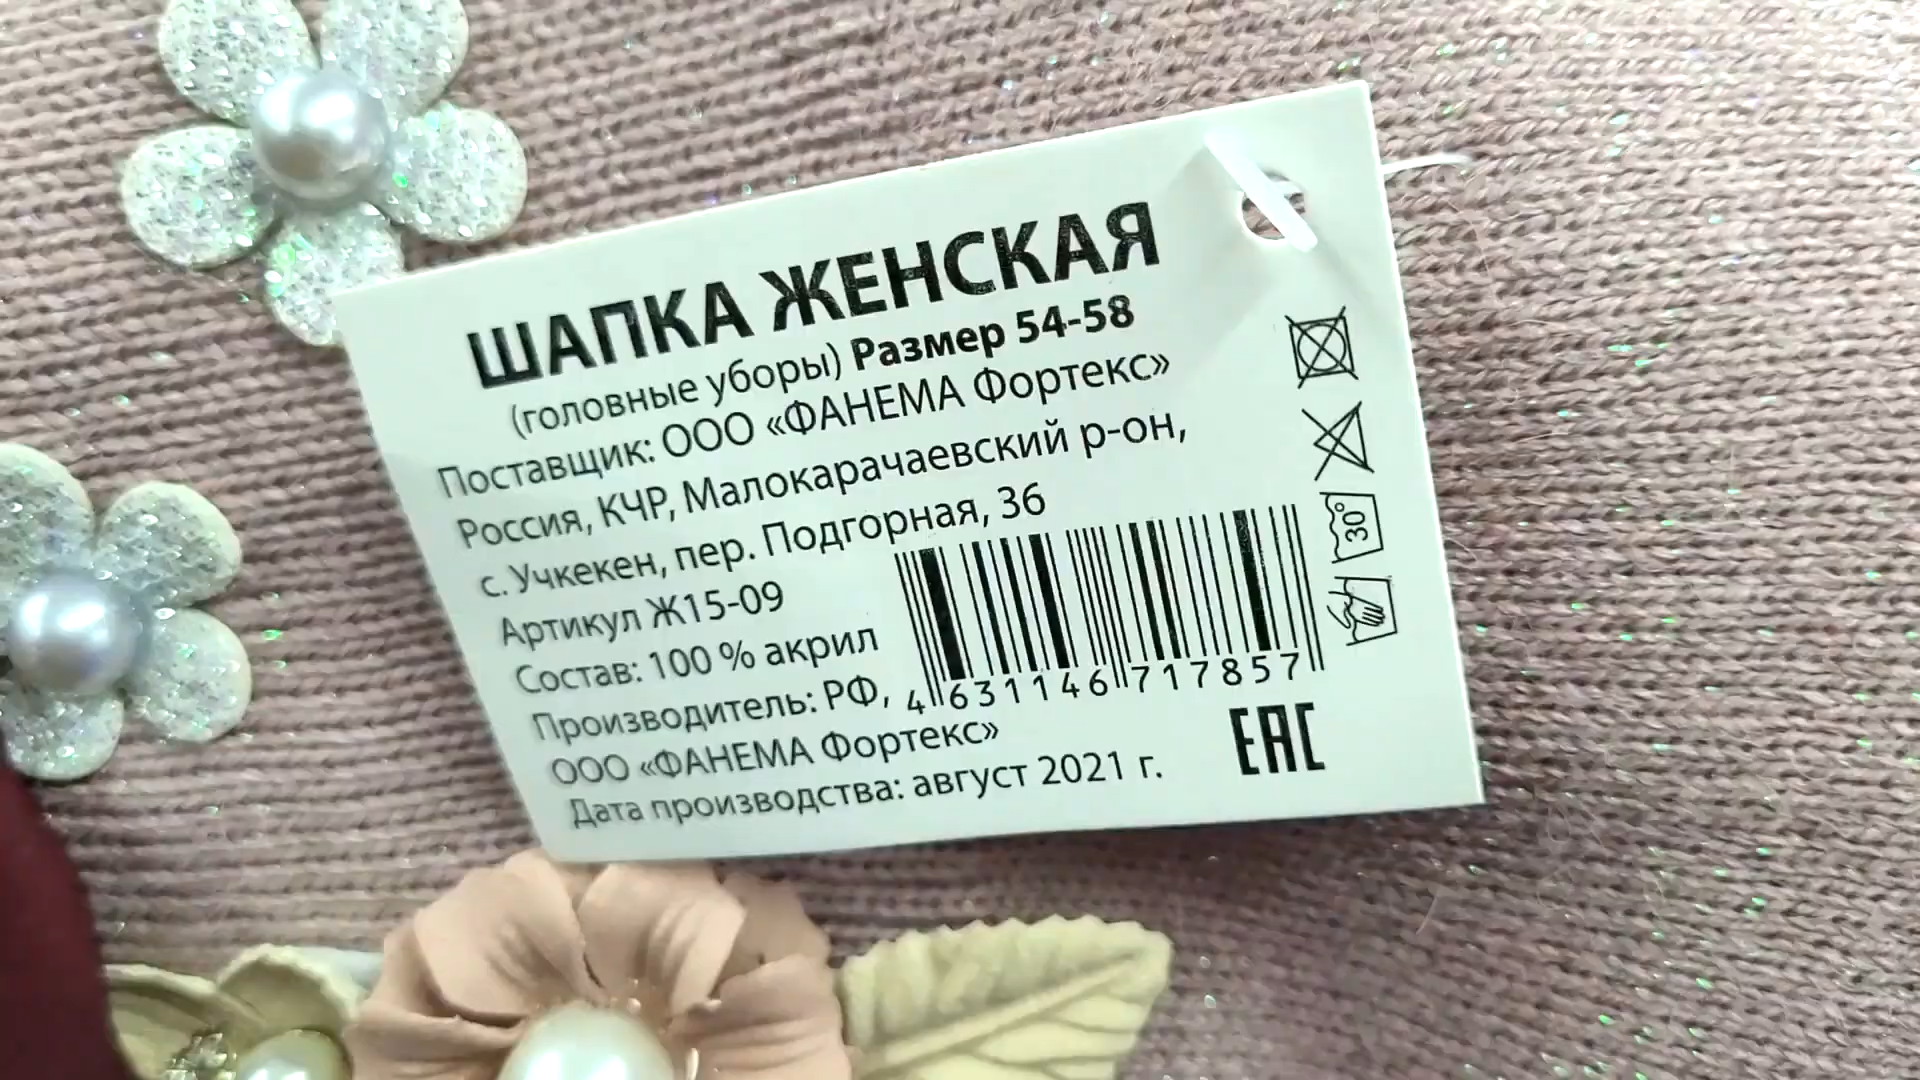 ШАПКА ЖЕНСКАЯ
(головные уборы) Размер 54-58
Поставщик: ООО «ФАНЕМА Фортекс»
Россия, КЧР, Малокарачаевский р-он,
с. Учкекен, пер. Подгорная, 36
Артикул Ж15-09
Состав: 100 % акрил
Производитель: РФ,
ООО «ФАНЕМА Фортекс»
Дата производства: август 2021 г.
4 631146 717857
EAC
30°